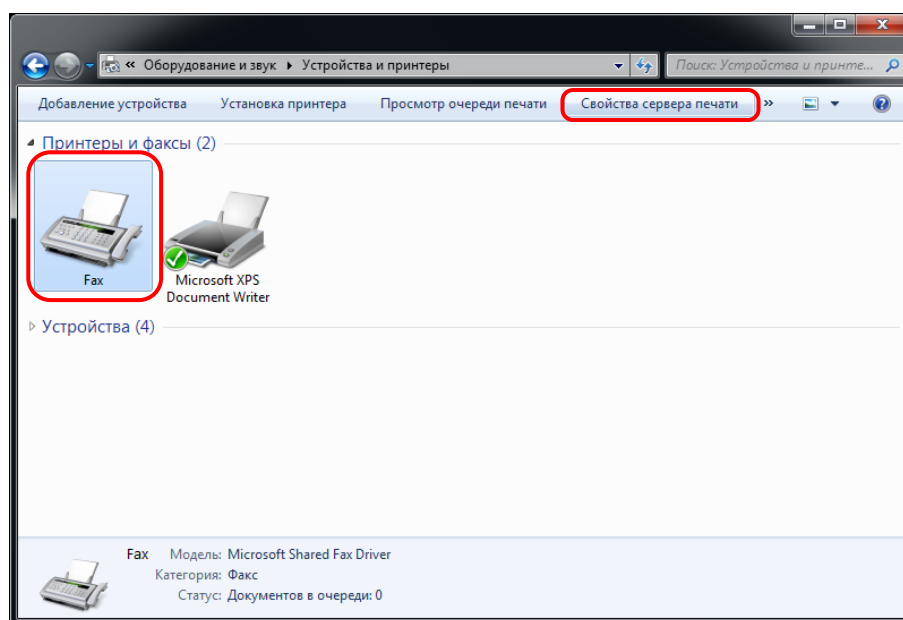 « Оборудование и звук ▸ Устройства и принтеры
Поиск: Устройства и принте...
Добавление устройства Установка принтера Просмотр очереди печати Свойства сервера печати »
Принтеры и факсы (2)
Fax
Microsoft XPS
Document Writer
Устройства (4)
Fax Модель: Microsoft Shared Fax Driver
Категория: Факс
Статус: Документов в очереди: 0